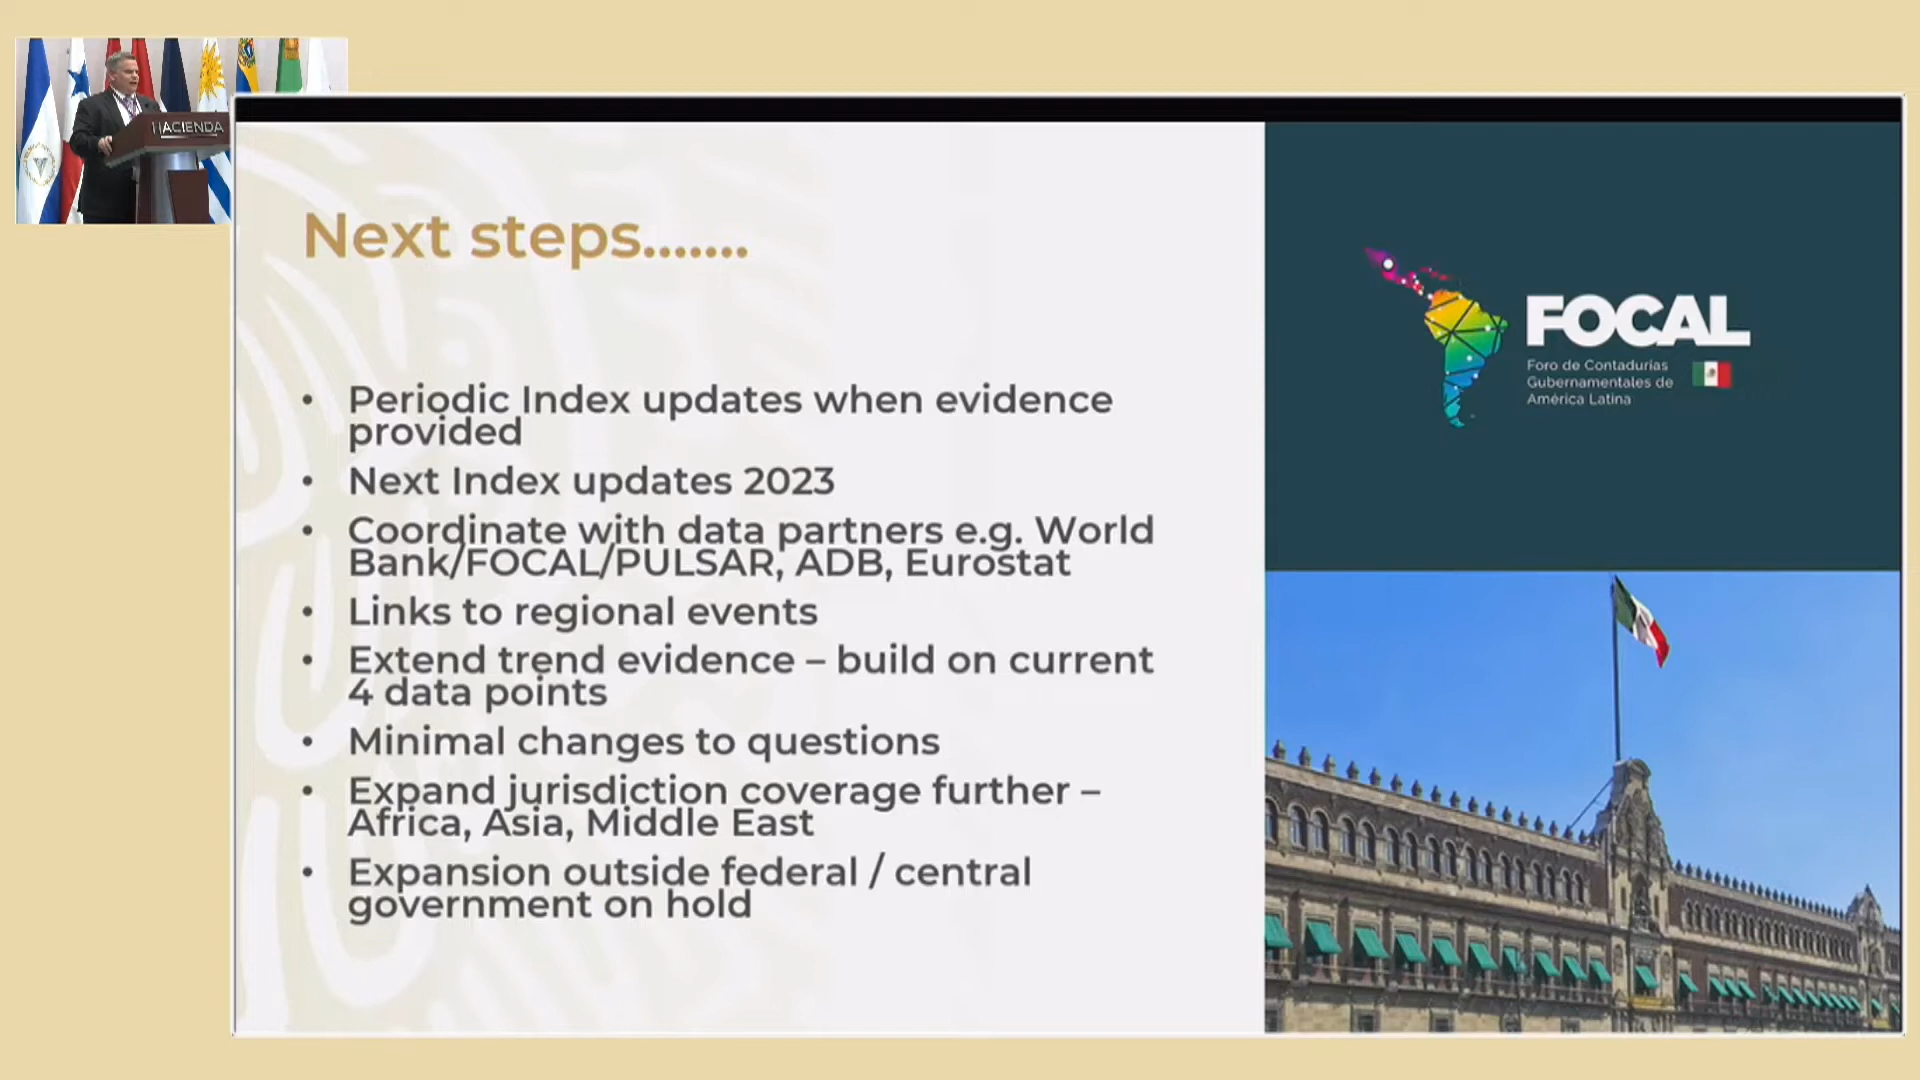 HACIENDA
Next steps.......
• Periodic Index updates when evidence
provided
• Next Index updates 2023
• Coordinate with data partners e.g. World
Bank/FOCAL/PULSAR, ADB, Eurostat
• Links to regional events
• Extend trend evidence – build on current
4 data points
• Minimal changes to questions
• Expand jurisdiction coverage further –
Africa, Asia, Middle East
• Expansion outside federal / central
government on hold
FOCAL
Foro de Contadurías
Gubernamentales de
América Latina